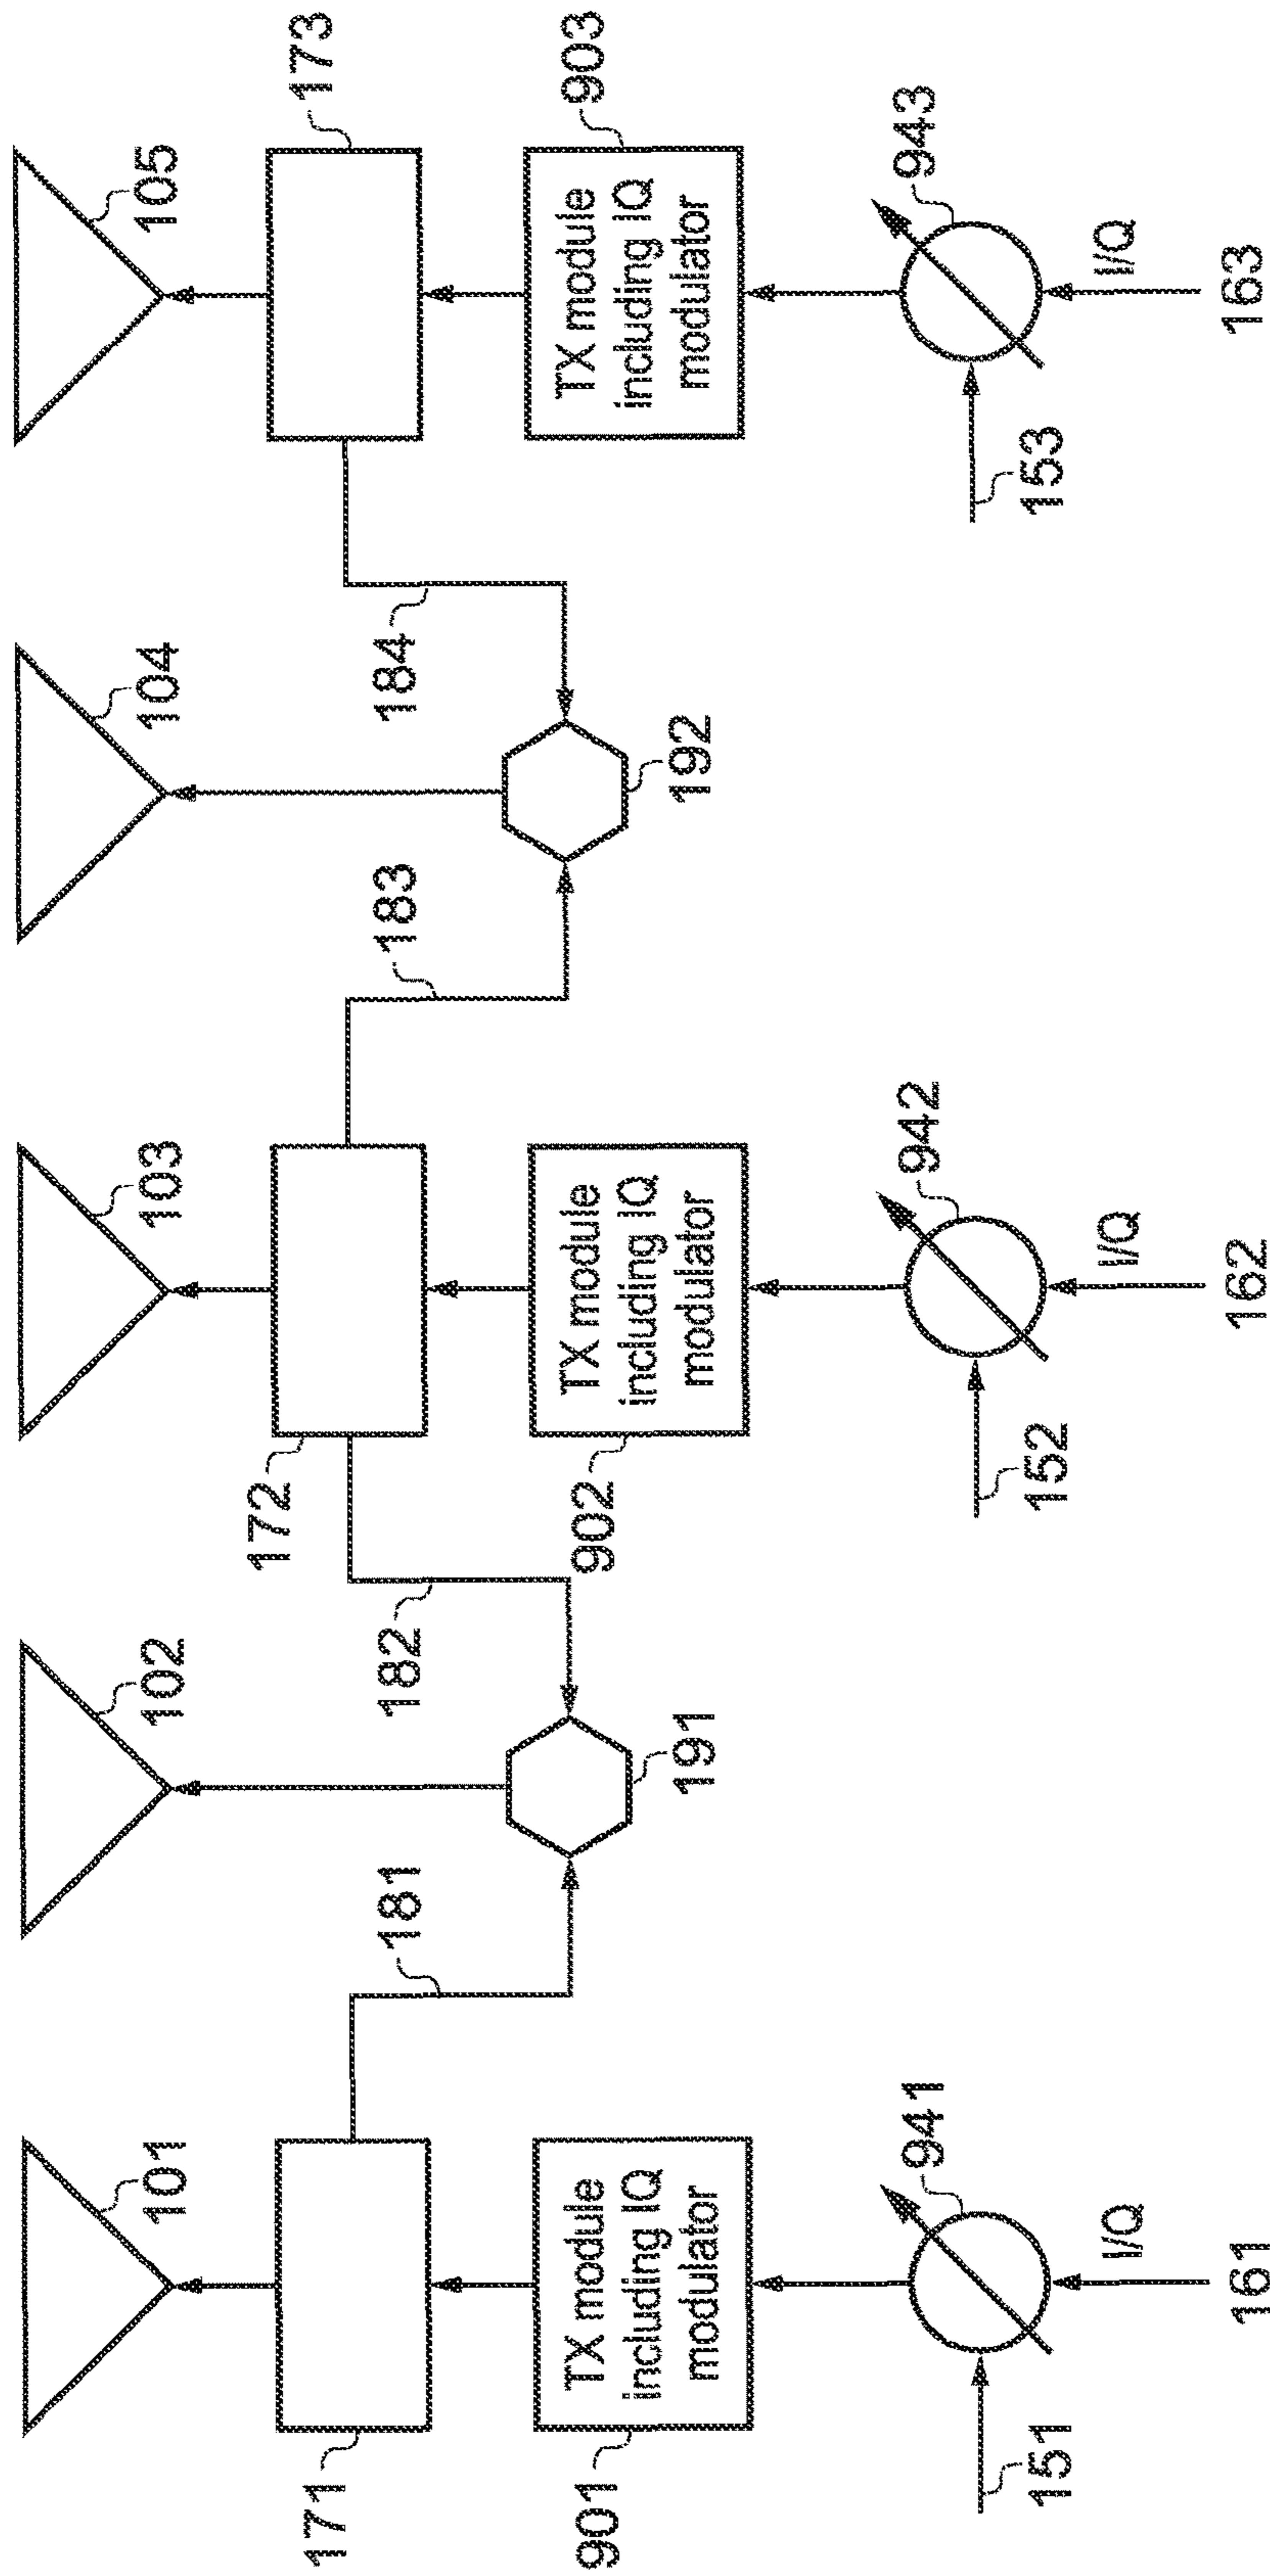 101
102
103
104
105
171
181
172
173
182
183
184
191
192
901
TX module
including IQ
modulator
902
TX module
including IQ
modulator
903
TX module
including IQ
modulator
941
942
943
151
152
153
I/Q
I/Q
I/Q
161
162
163